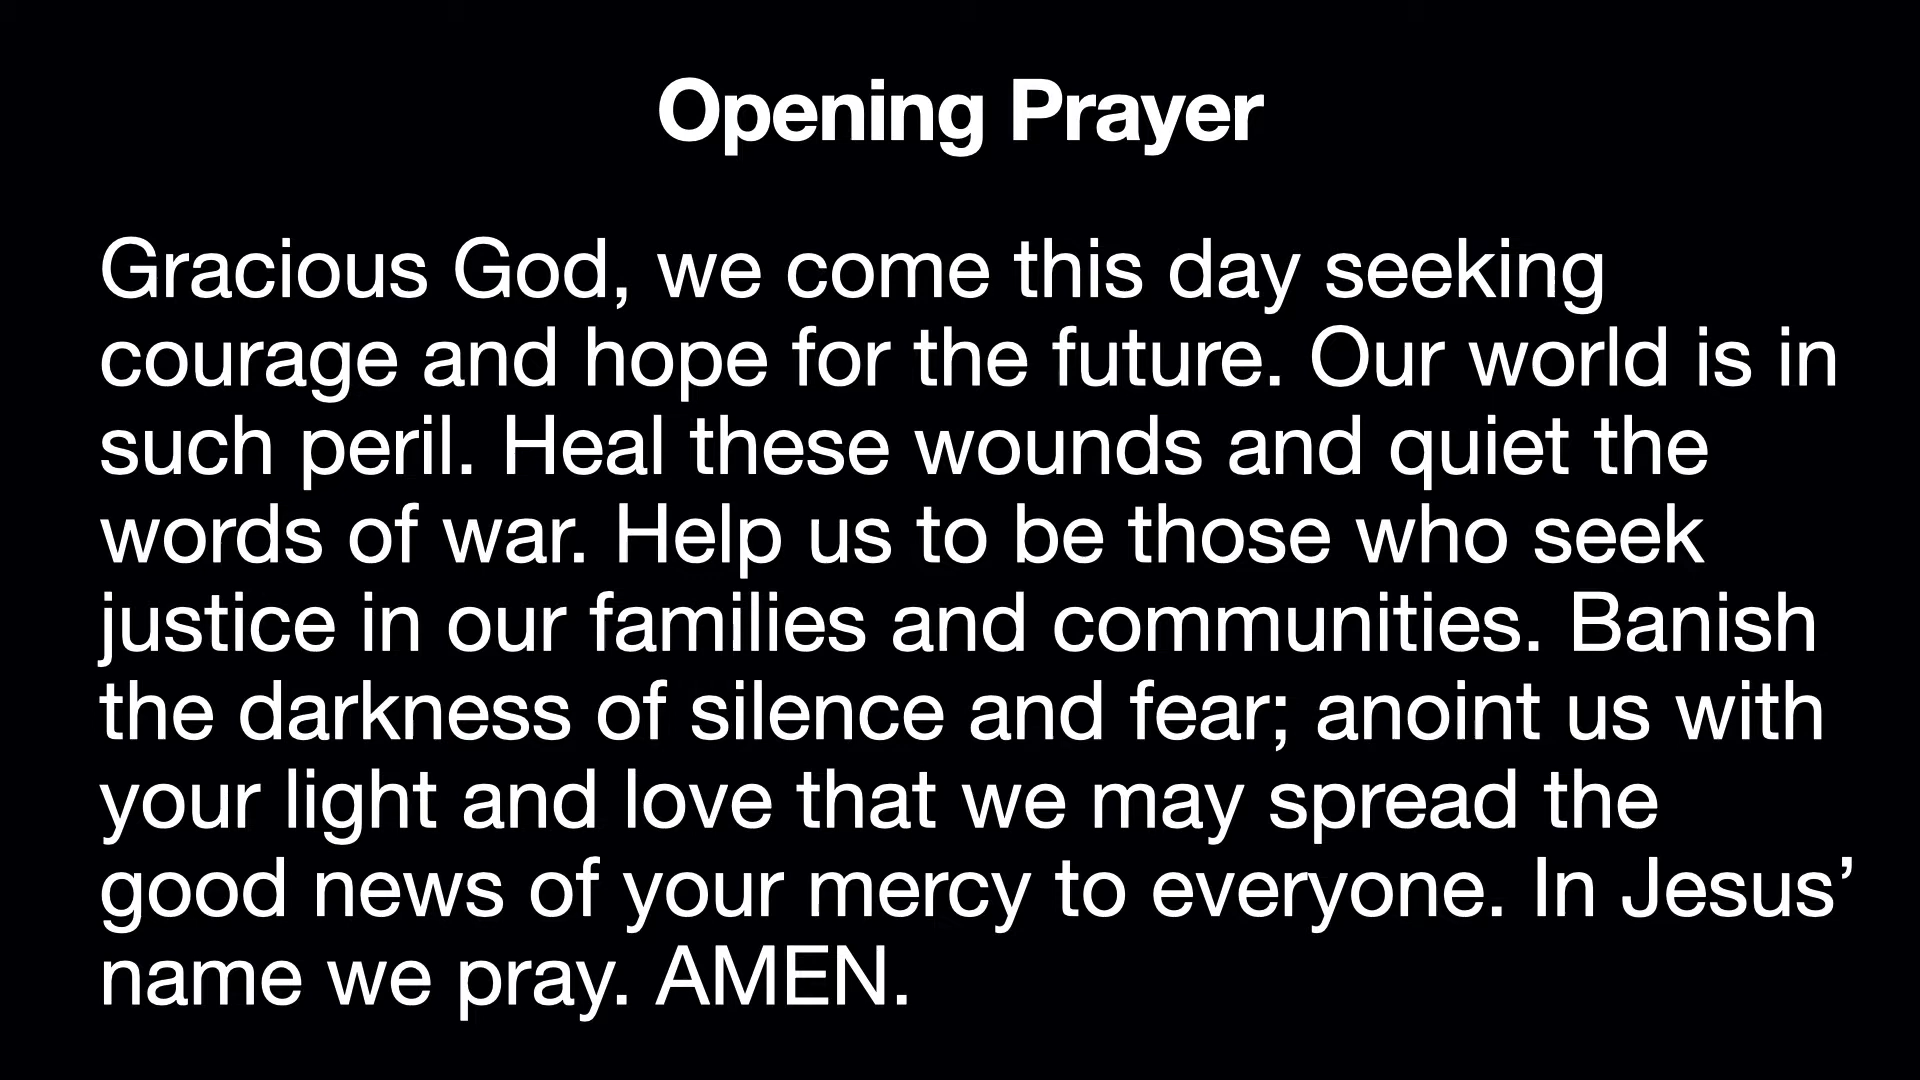 Opening Prayer
Gracious God, we come this day seeking
courage and hope for the future. Our world is in
such peril. Heal these wounds and quiet the
words of war. Help us to be those who seek
justice in our families and communities. Banish
the darkness of silence and fear; anoint us with
your light and love that we may spread the
good news of your mercy to everyone. In Jesus’
name we pray. AMEN.